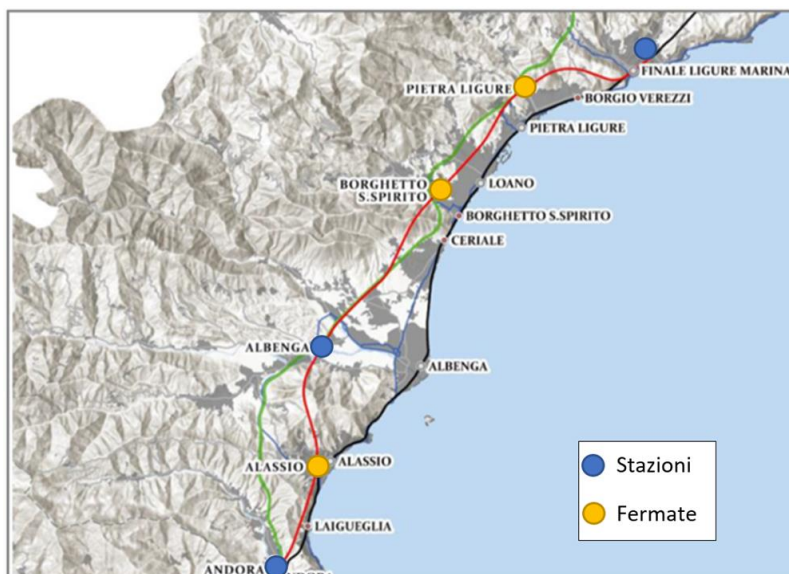 FINALE LIGURE MARINA
PIETRA LIGURE
BORGIO VEREZZI
PIETRA LIGURE
BORGHETTO
S.SPIRITO
LOANO
BORGHETTO S.SPIRITO
CERIALE
ALBENGA
ALBENGA
ALASSIO
ALASSIO
Stazioni
Fermate
LAIGUEGLIA
ANDORA